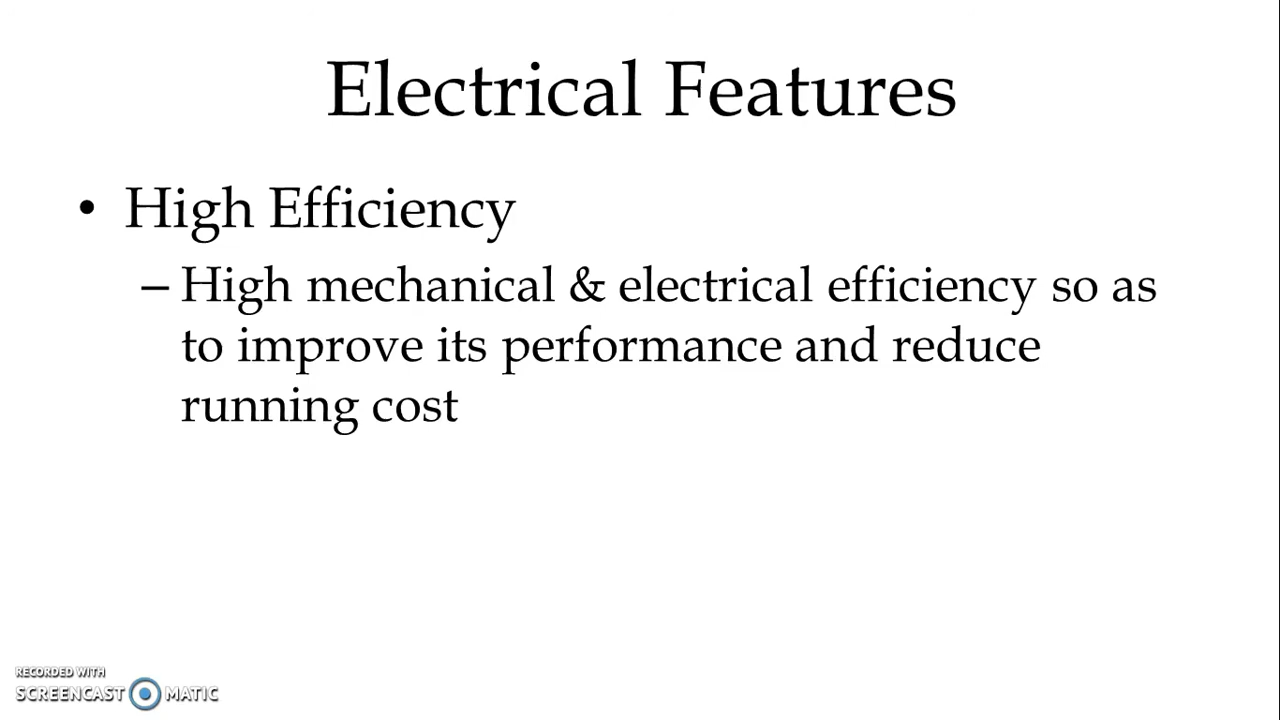 Electrical Features
• High Efficiency
– High mechanical & electrical efficiency so as
to improve its performance and reduce
running cost
RECORDED WITH
SCREENCAST MATIC